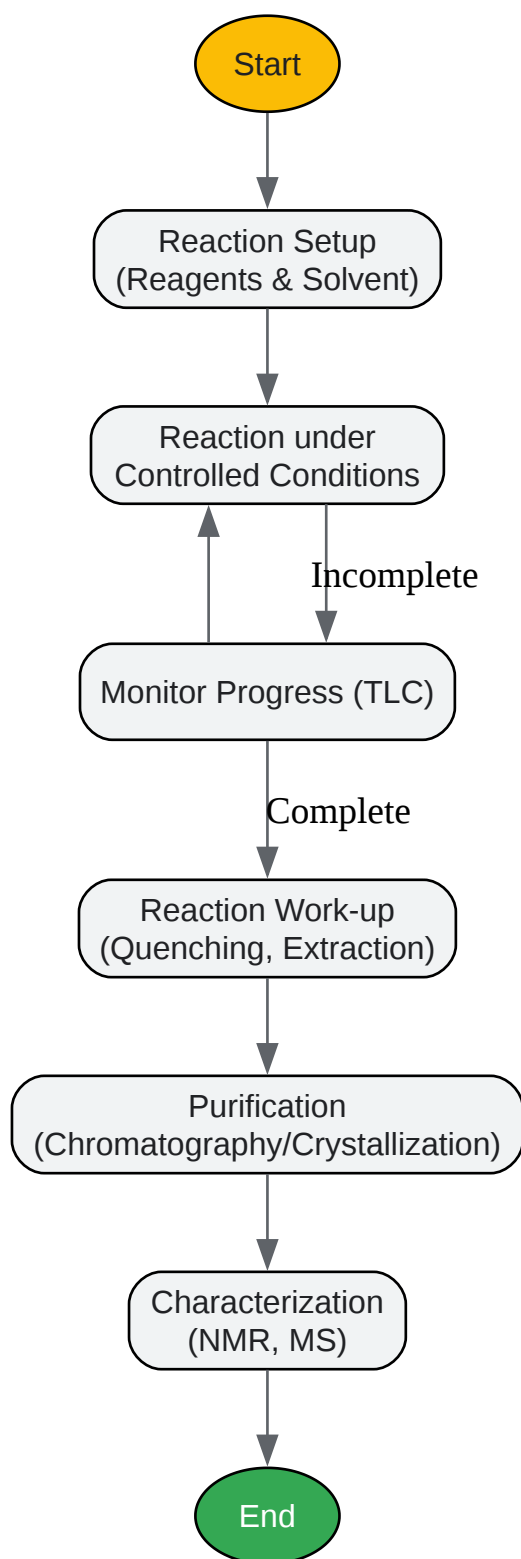 Start
Reaction Setup
(Reagents & Solvent)
Reaction under
Controlled Conditions
Incomplete
Monitor Progress (TLC)
Complete
Reaction Work-up
(Quenching, Extraction)
Purification
(Chromatography/Crystallization)
Characterization
(NMR, MS)
End